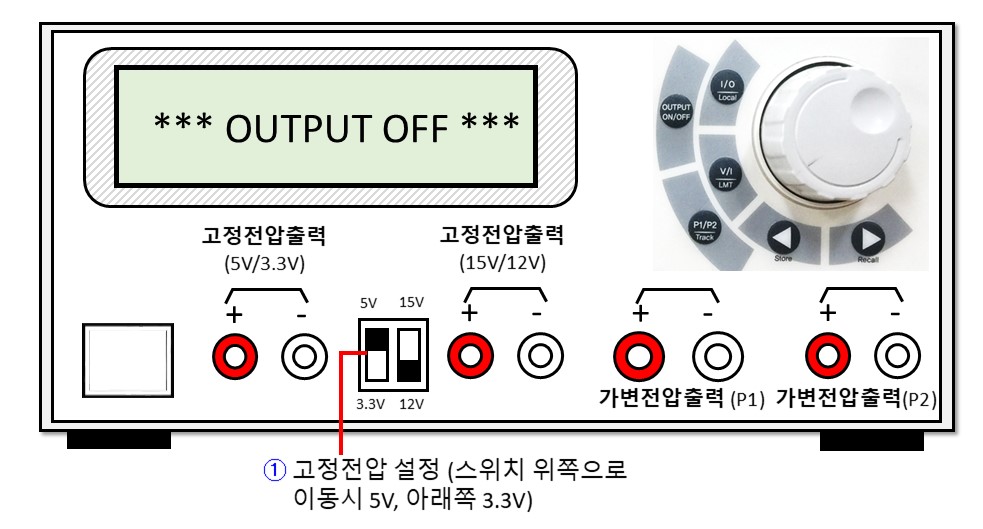 *** OUTPUT OFF ***
I/O
Local
OUTPUT
ON/OFF
V/I
LMT
P1/P2
Track
Store
Recall
고정전압출력
(5V/3.3V)
고정전압출력
(15V/12V)
+ -
5V 15V
+ -
+ -
+ -
3.3V 12V
가변전압출력 (P1)
가변전압출력(P2)
① 고정전압 설정 (스위치 위쪽으로
이동시 5V, 아래쪽 3.3V)